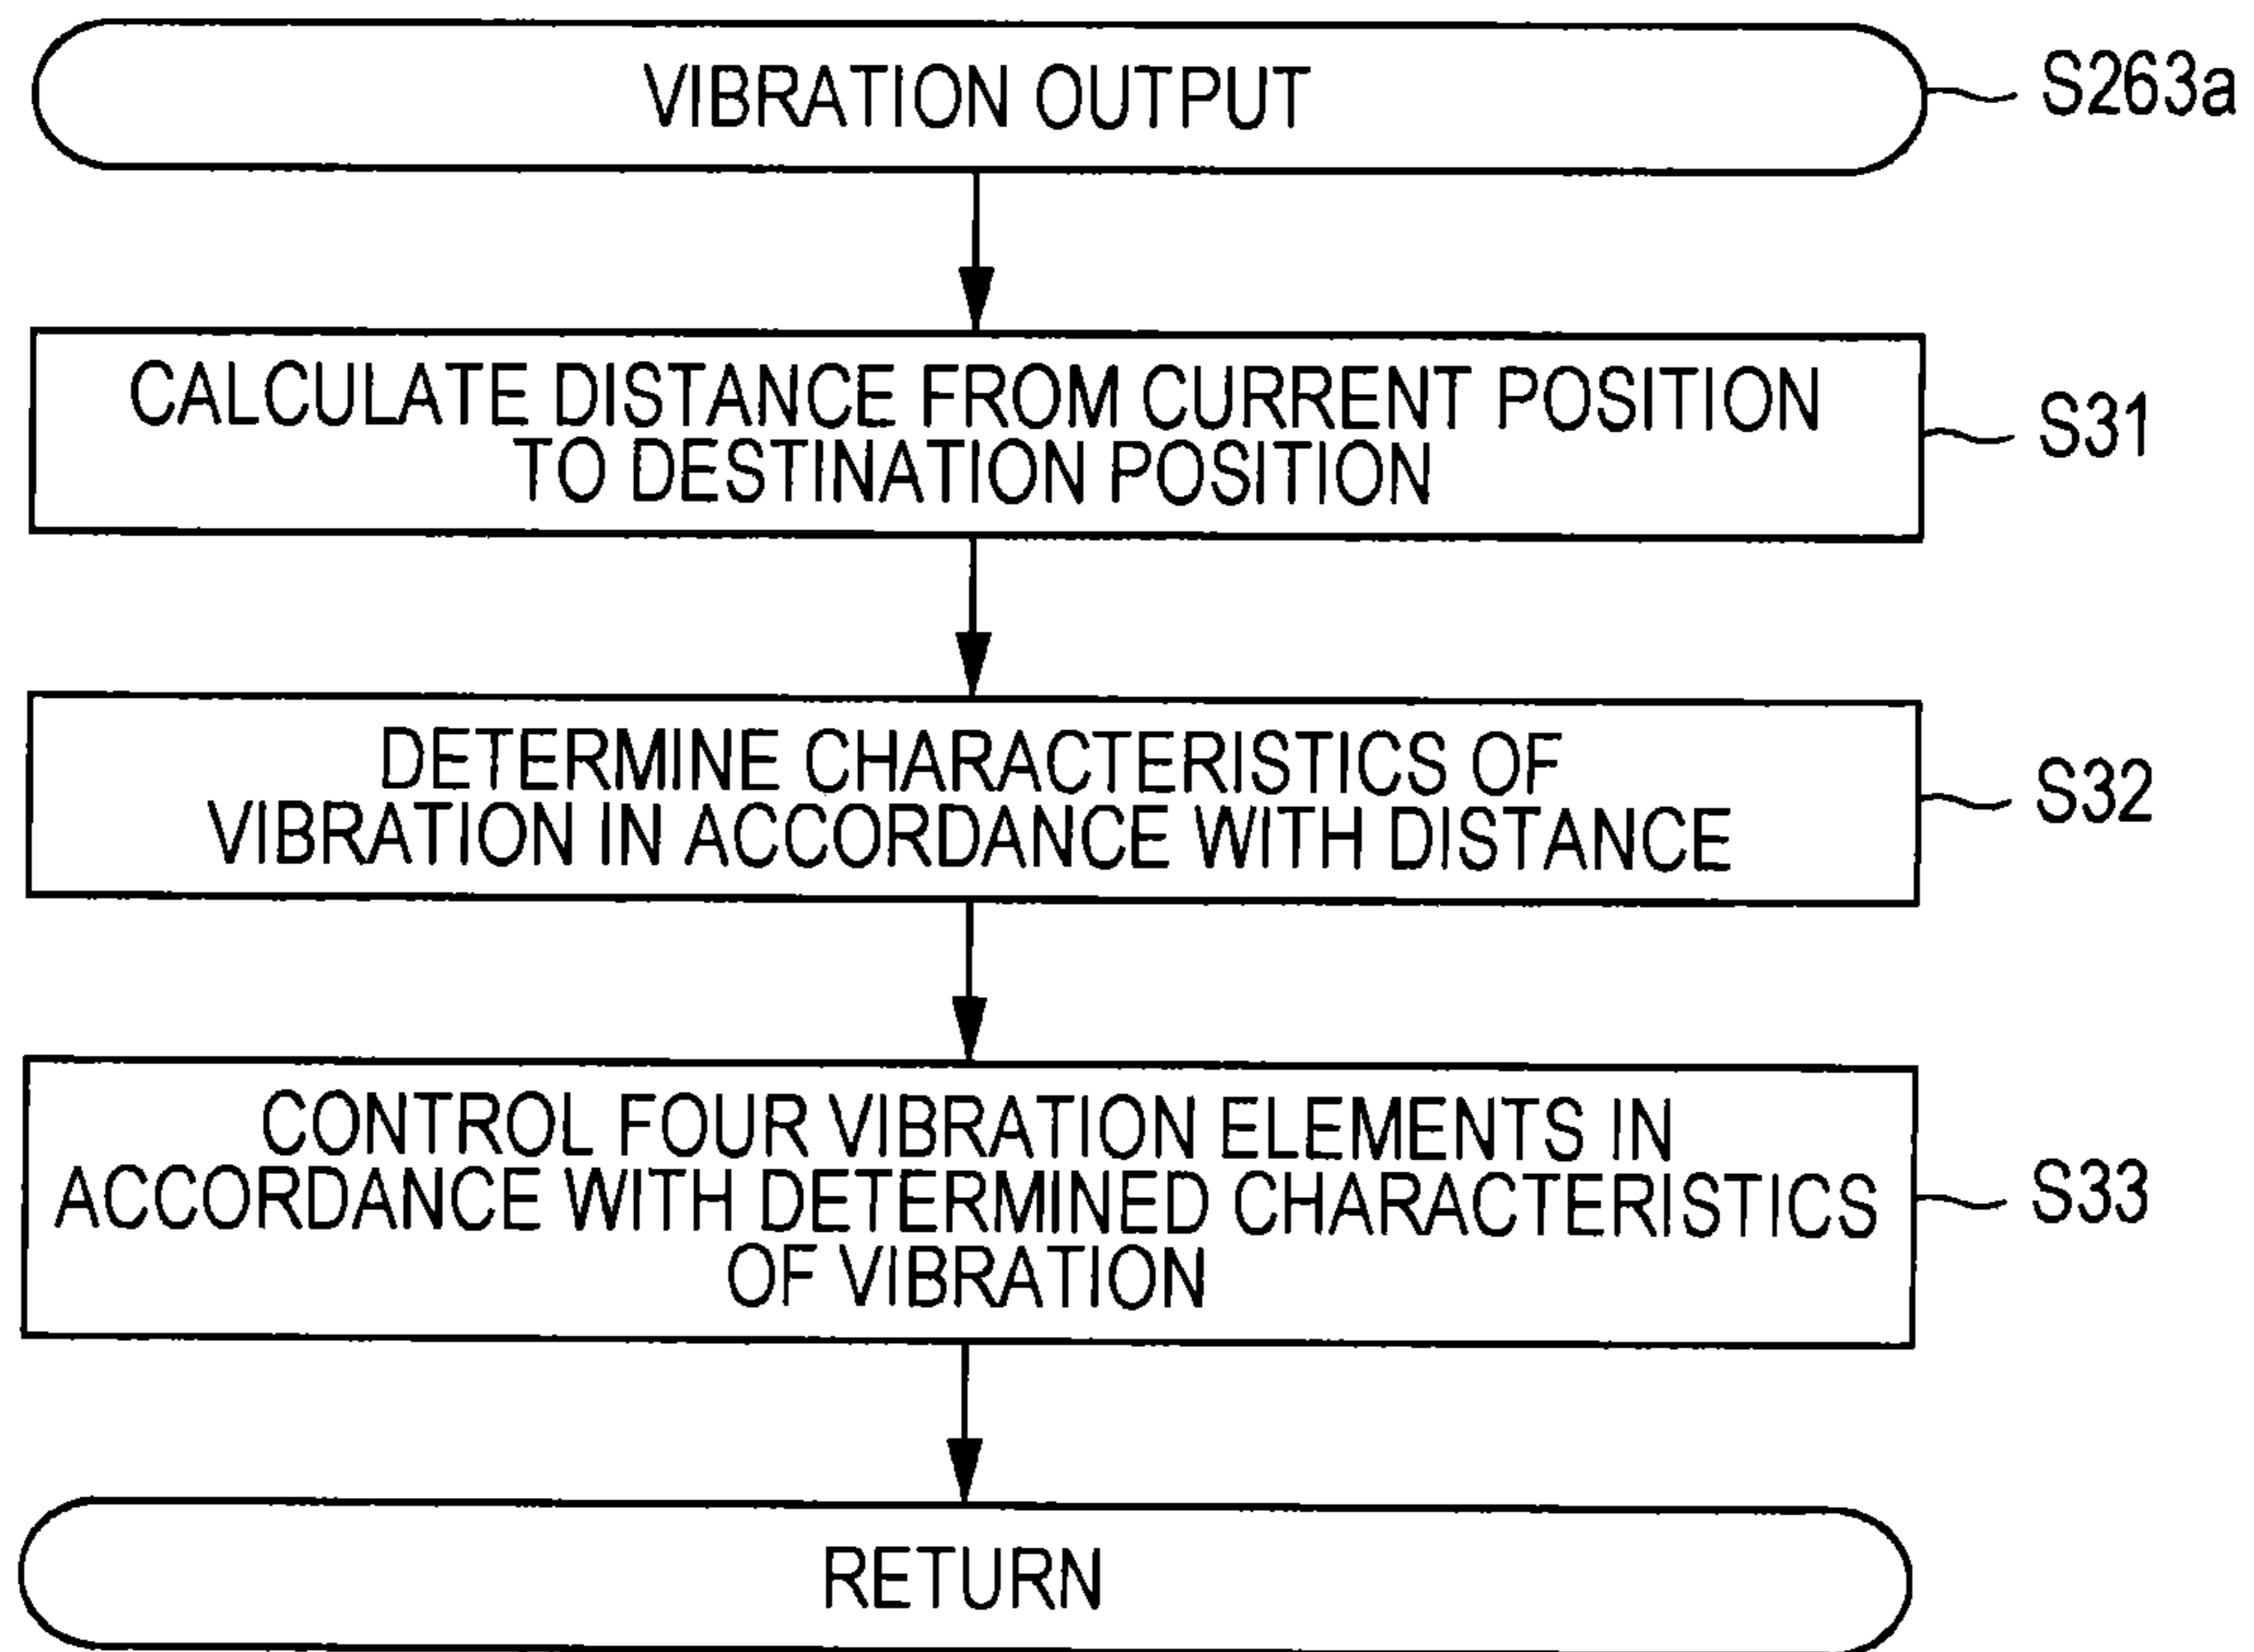 VIBRATION OUTPUT
S263a
CALCULATE DISTANCE FROM CURRENT POSITION
TO DESTINATION POSITION
S31
DETERMINE CHARACTERISTICS OF
VIBRATION IN ACCORDANCE WITH DISTANCE
S32
CONTROL FOUR VIBRATION ELEMENTS IN
ACCORDANCE WITH DETERMINED CHARACTERISTICS
OF VIBRATION
S33
RETURN